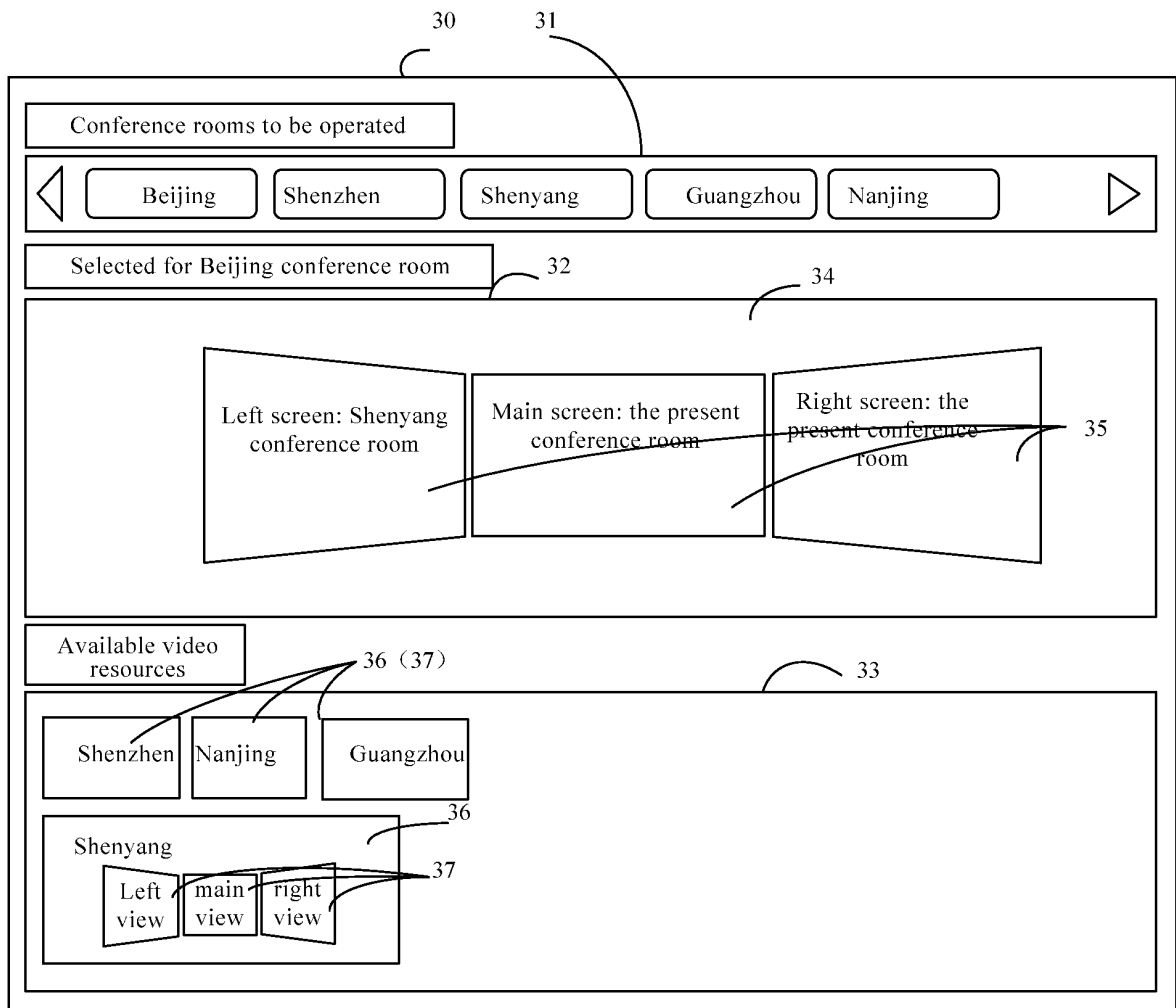 30
31
Conference rooms to be operated
Beijing
Shenzhen
Shenyang
Guangzhou
Nanjing
Selected for Beijing conference room
32
34
Left screen: Shenyang
conference room
Main screen: the present
conference room
Right screen: the
present conference
room
35
Available video
resources
36（37）
33
Shenzhen
Nanjing
Guangzhou
36
Shenyang
37
Left
view
main
view
right
view